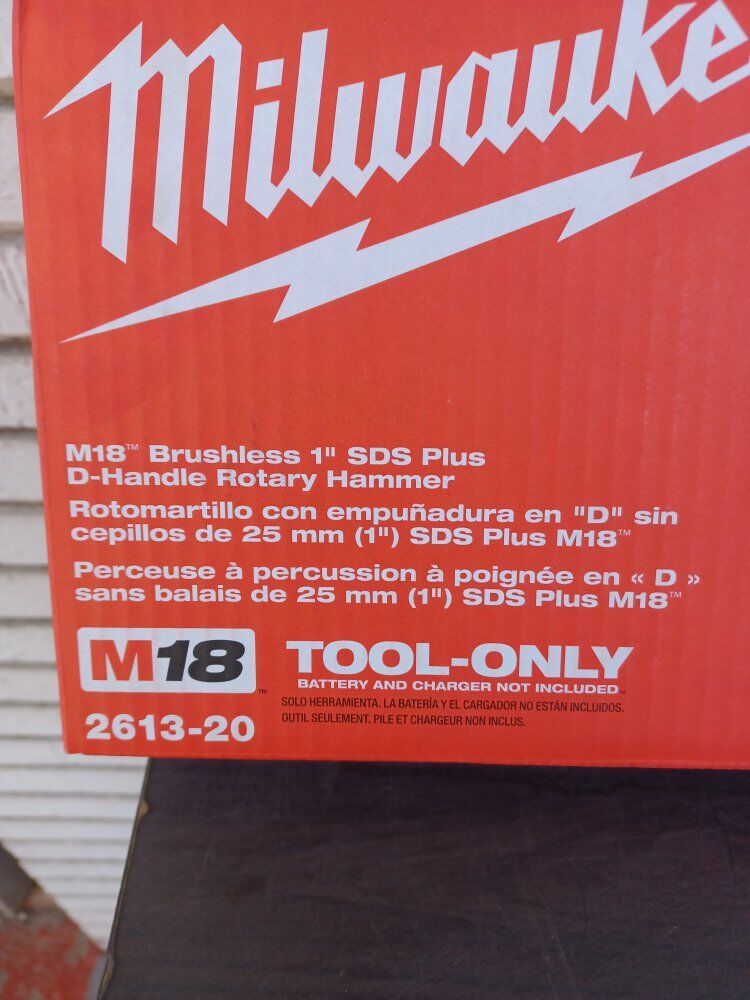 Milwauke
M18™ Brushless 1" SDS Plus
D-Handle Rotary Hammer
Rotomartillo con empuñadura en "D" sin
cepillos de 25 mm (1") SDS Plus M18™
Perceuse à percussion à poignée en « D »
sans balais de 25 mm (1") SDS Plus M18™
M18™
TOOL-ONLY
BATTERY AND CHARGER NOT INCLUDED
SOLO HERRAMIENTA. LA BATERÍA Y EL CARGADOR NO ESTÁN INCLUIDOS.
OUTIL SEULEMENT. PILE ET CHARGEUR NON INCLUS.
2613-20